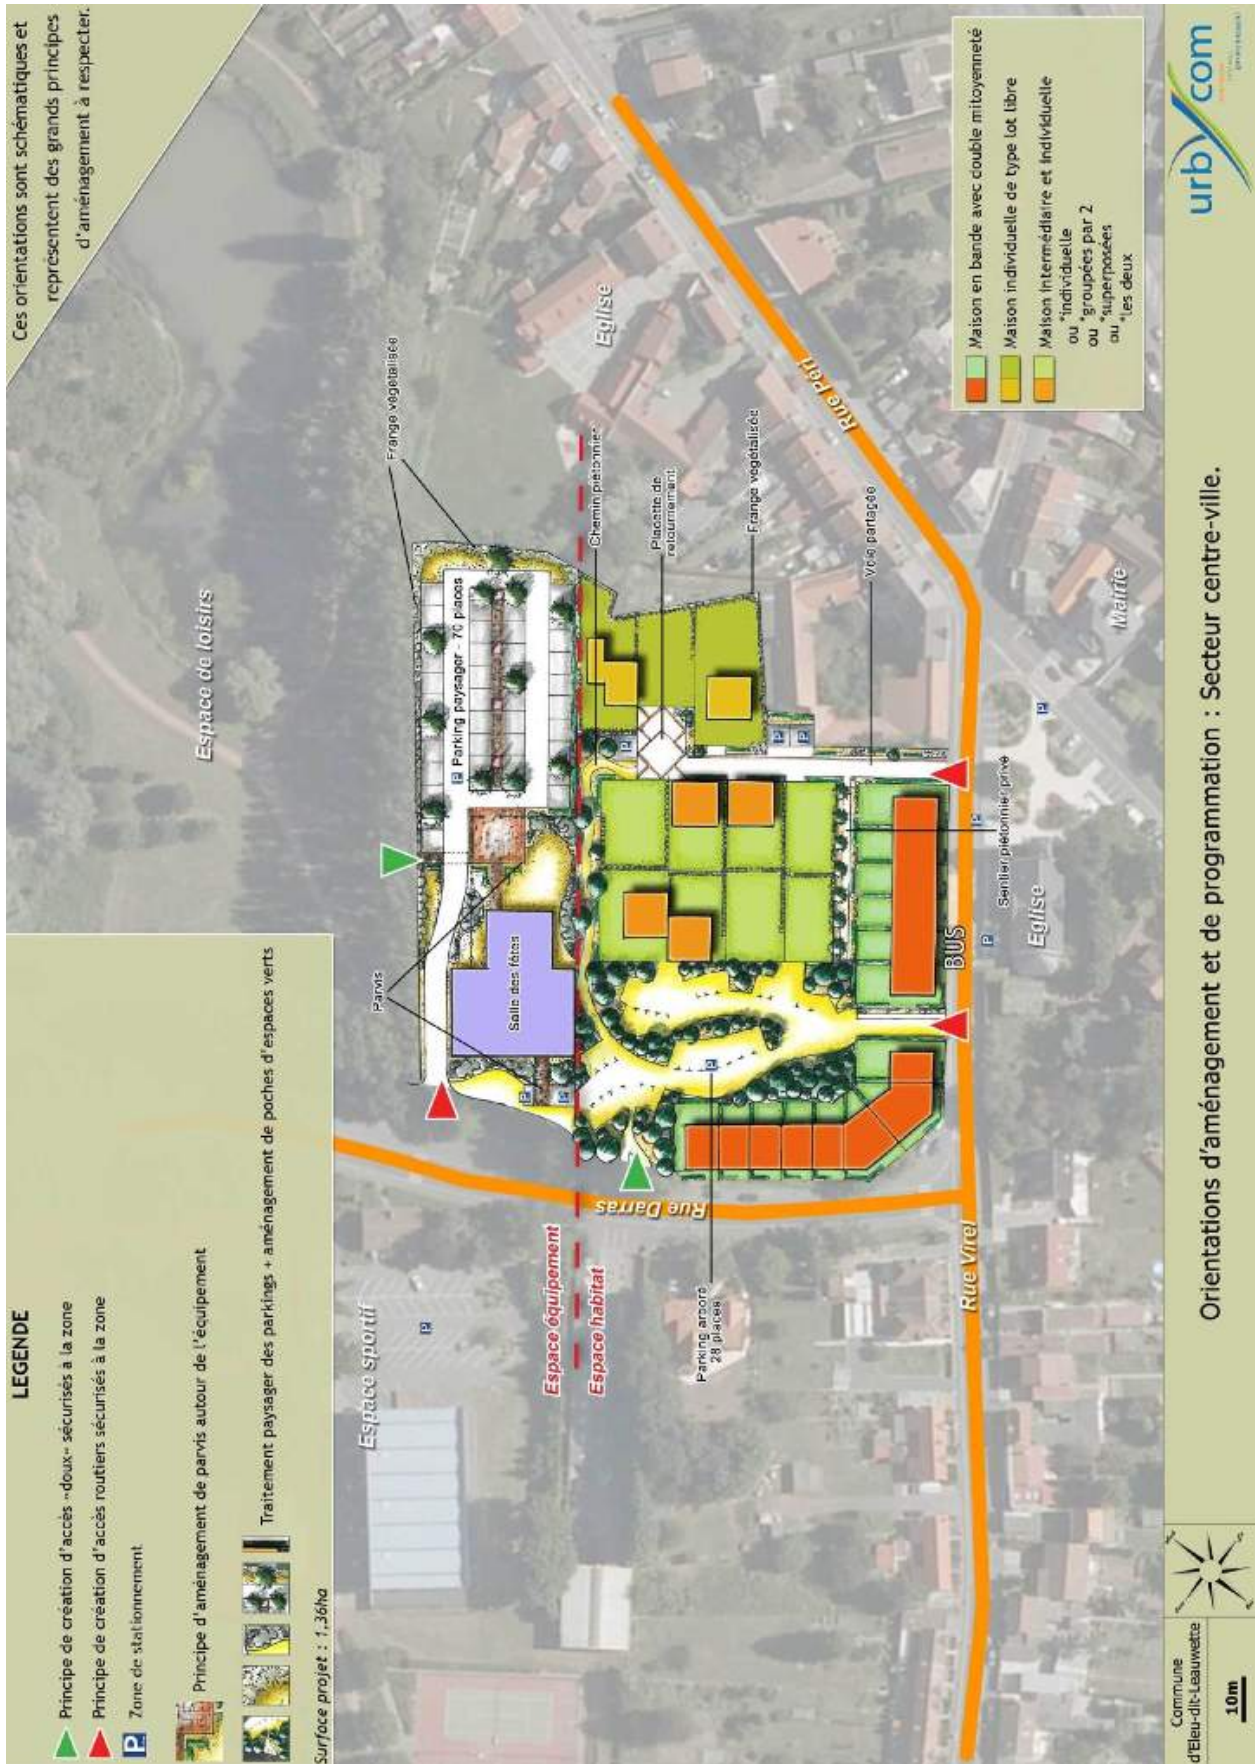 Ces orientations sont schématiques et
représentent des grands principes
d'aménagement à respecter.
LEGENDE
Principe de création d'accès «doux» sécurisés à la zone
Principe de création d'accès routiers sécurisés à la zone
P Zone de stationnement
Principe d'aménagement de parvis autour de l'équipement
Traitement paysager des parkings + aménagement de poches d'espaces verts
Surface projet : 1,36ha
Espace de loisirs
Espace sportif
P
Frange végétalisée
Parvis
P Parking paysager - 70 places
Salle des fêtes
P
P
Eglise
Espace équipement
Espace habitat
Chemin piétonnier
Placette de
retournement
P
Frange végétalisée
P
P
Rue Darras
Parking arboré
28 places
P
Voie partagée
Sentier piétonnier privé
Rue Péri
BUS
P
P
P
Eglise
Mairie
Rue Virel
Maison en bande avec double mitoyenneté
Maison individuelle de type lot libre
Maison Intermédiaire et individuelle
*individuelle
ou *groupées par 2
ou *superposées
ou *les deux
Commune
d'Eleu-dit-Leauwette
10m
Orientations d'aménagement et de programmation : Secteur centre-ville.
urbycom